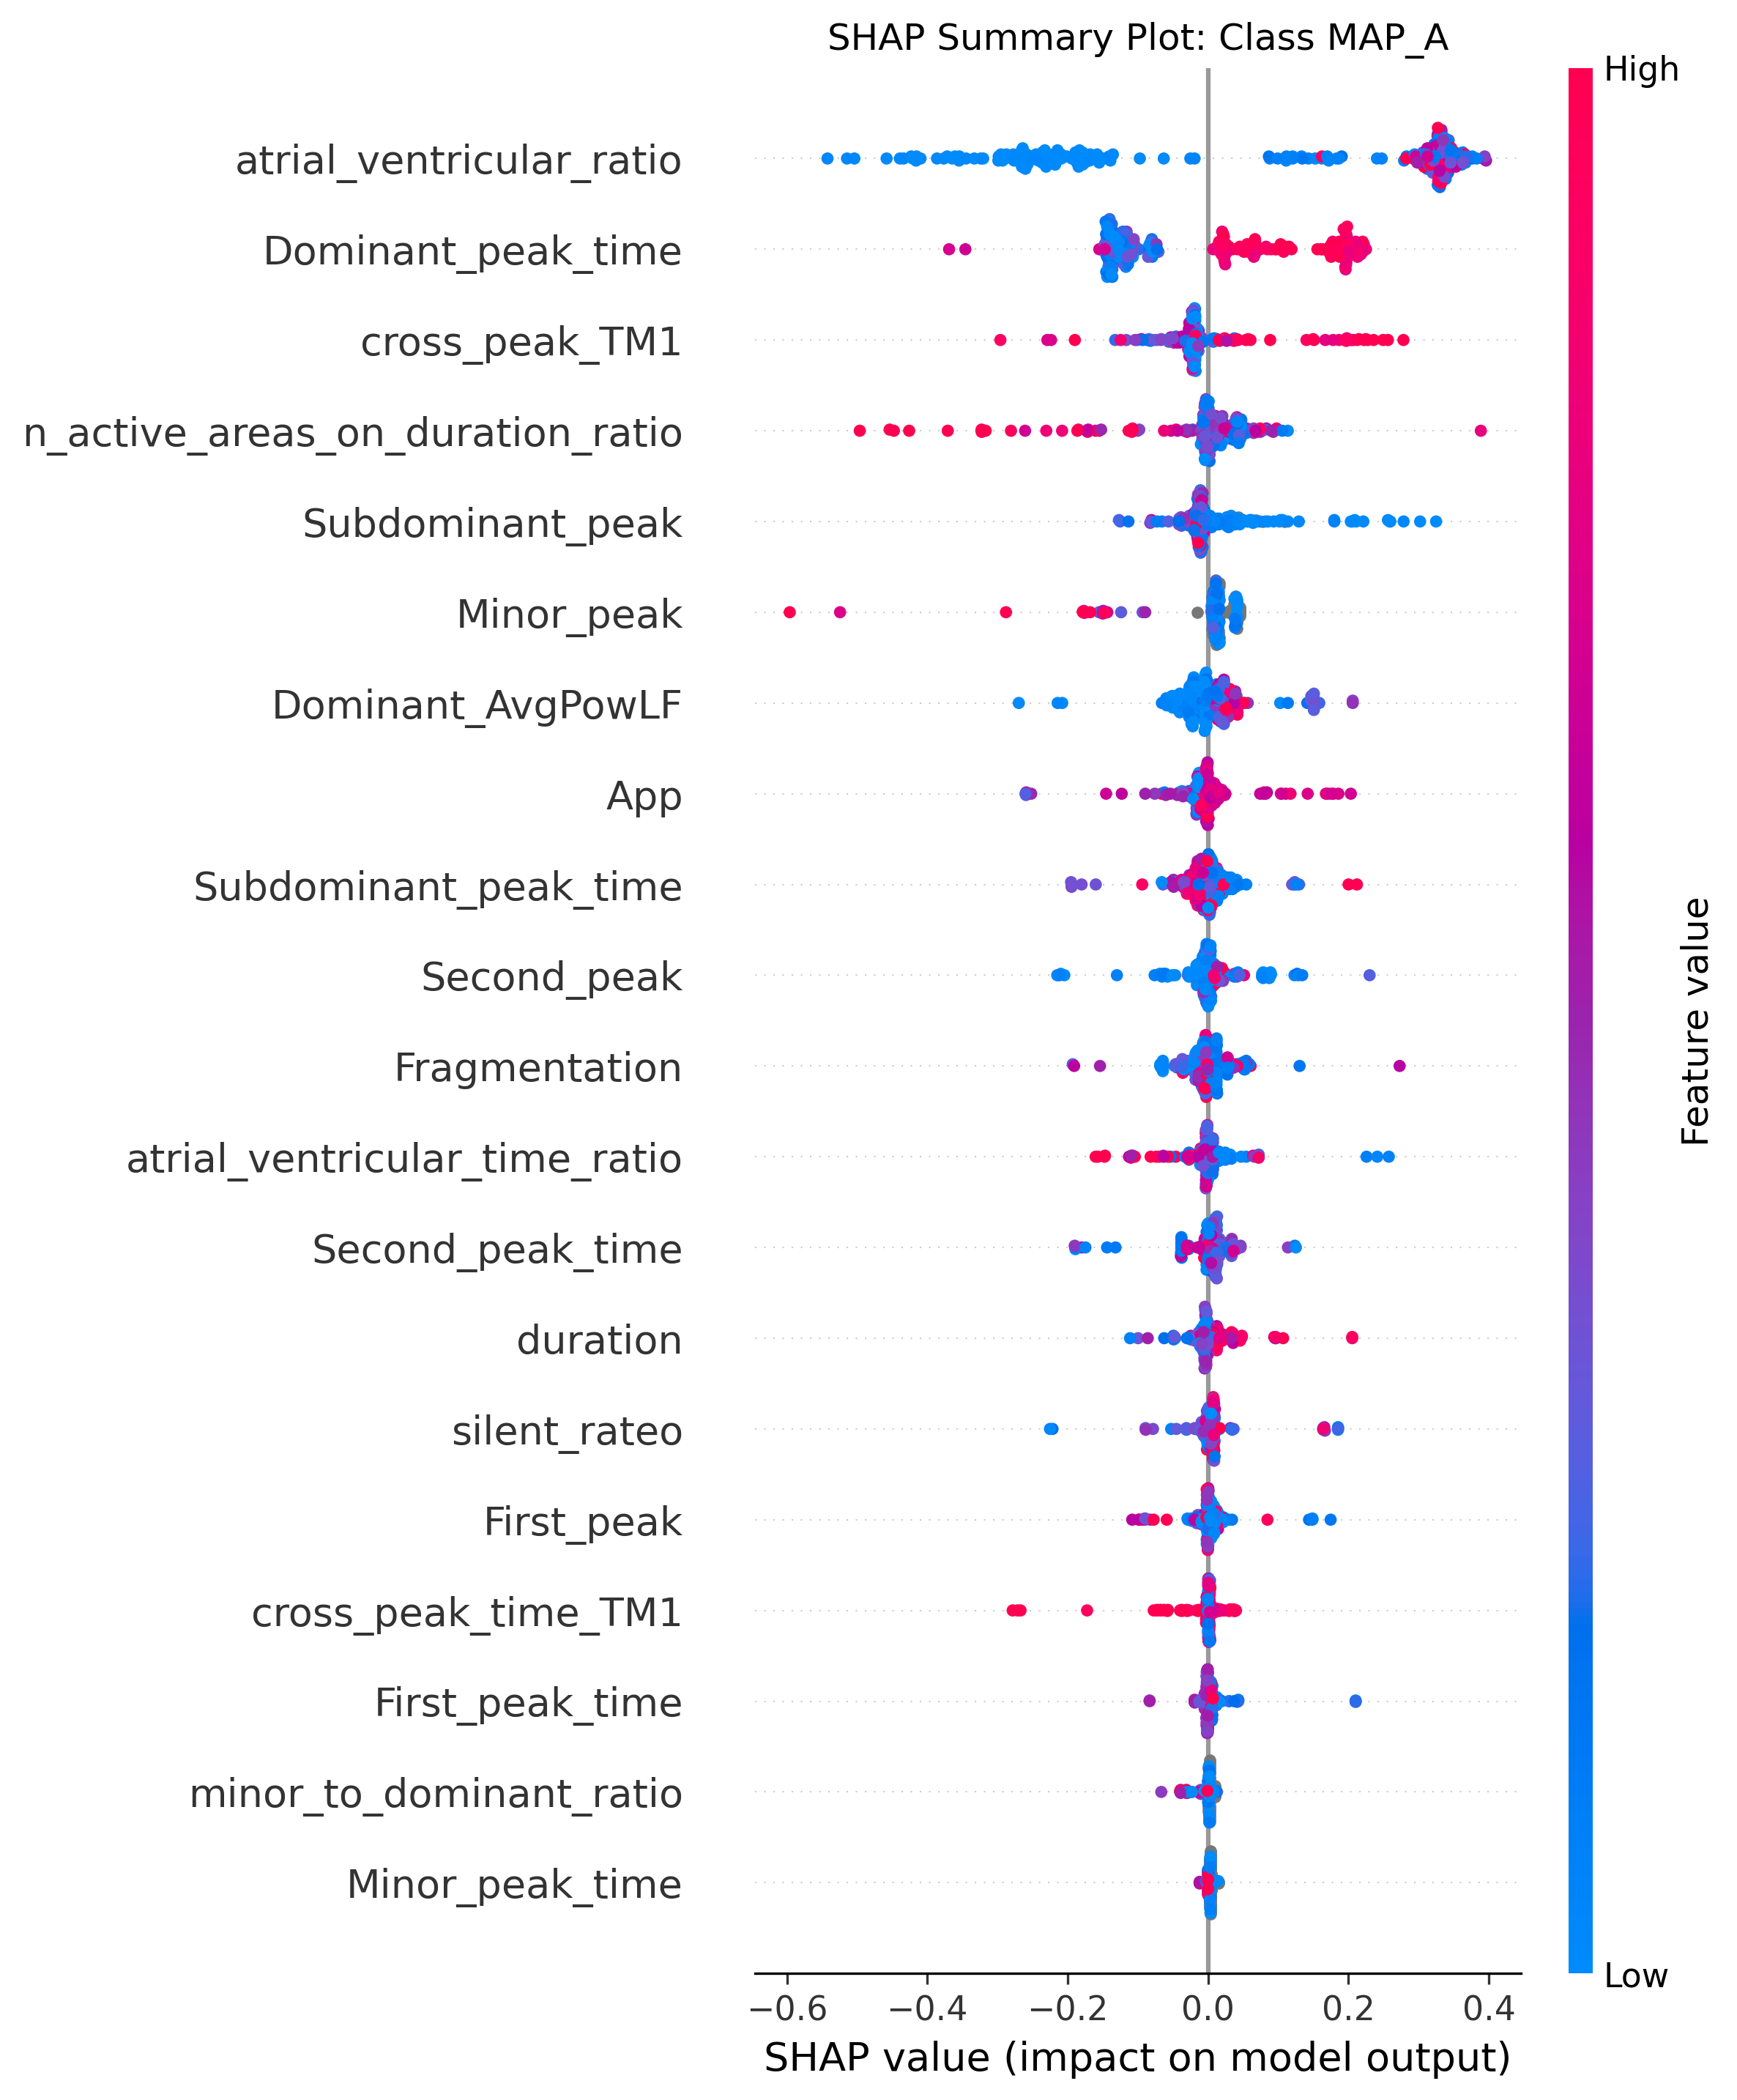 SHAP Summary Plot: Class MAP_A
High
atrial_ventricular_ratio
Dominant_peak_time
cross_peak_TM1
n_active_areas_on_duration_ratio
Subdominant_peak
Minor_peak
Dominant_AvgPowLF
App
Subdominant_peak_time
Second_peak
Fragmentation
atrial_ventricular_time_ratio
Second_peak_time
duration
silent_rateo
First_peak
cross_peak_time_TM1
First_peak_time
minor_to_dominant_ratio
Minor_peak_time
Feature value
Low
−0.6 −0.4 −0.2 0.0 0.2 0.4
SHAP value (impact on model output)